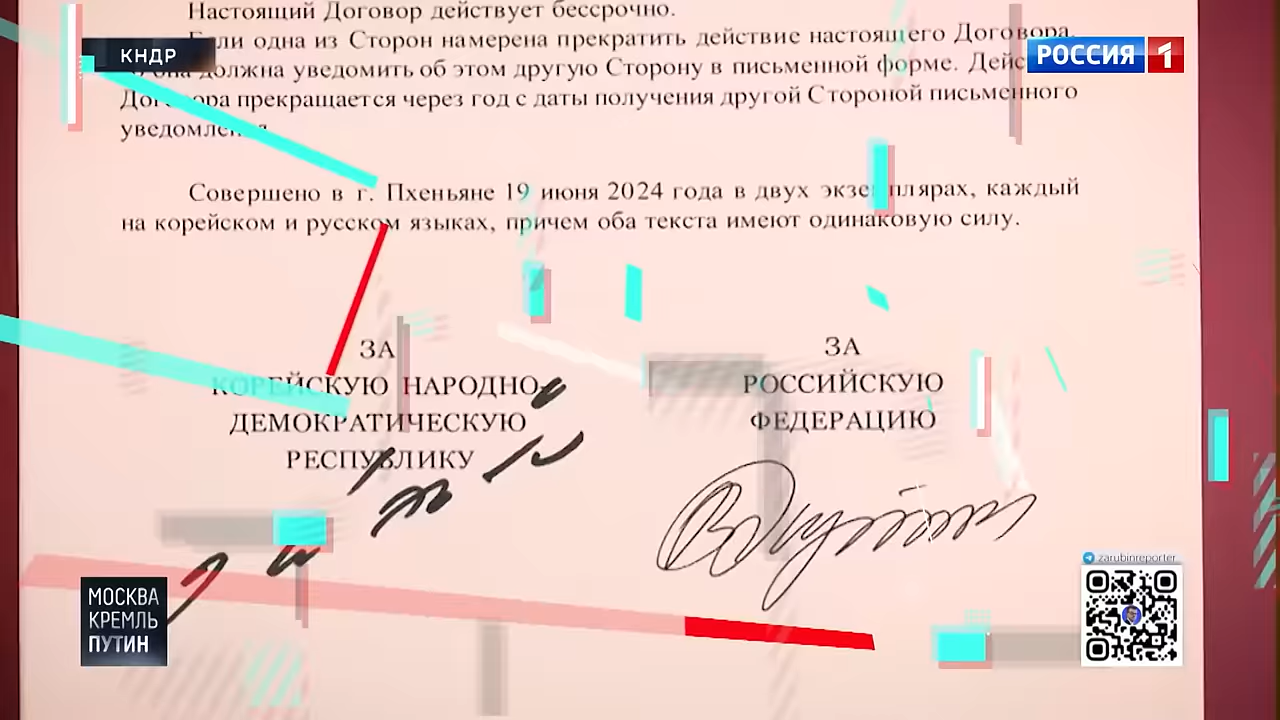 Настоящий Договор действует бессрочно.
КНДР
одна из Сторон намерена прекратить действие настоящего Договора,
она должна уведомить об этом другую Сторону в письменной форме.
РОССИЯ 1
прекращается через год с даты получения другой Стороной письменного
Совершено в г. Пхеньяне 19 июня 2024 года в двух экземплярах, каждый
на корейском и русском языках, причем оба текста имеют одинаковую силу.
ЗА
КОРЕЙСКУЮ НАРОДНО-
ДЕМОКРАТИЧЕСКУЮ
РЕСПУБЛИКУ
ЗА
РОССИЙСКУЮ
ФЕДЕРАЦИЮ
zarubinreporter
МОСКВА
КРЕМЛЬ
ПУТИН